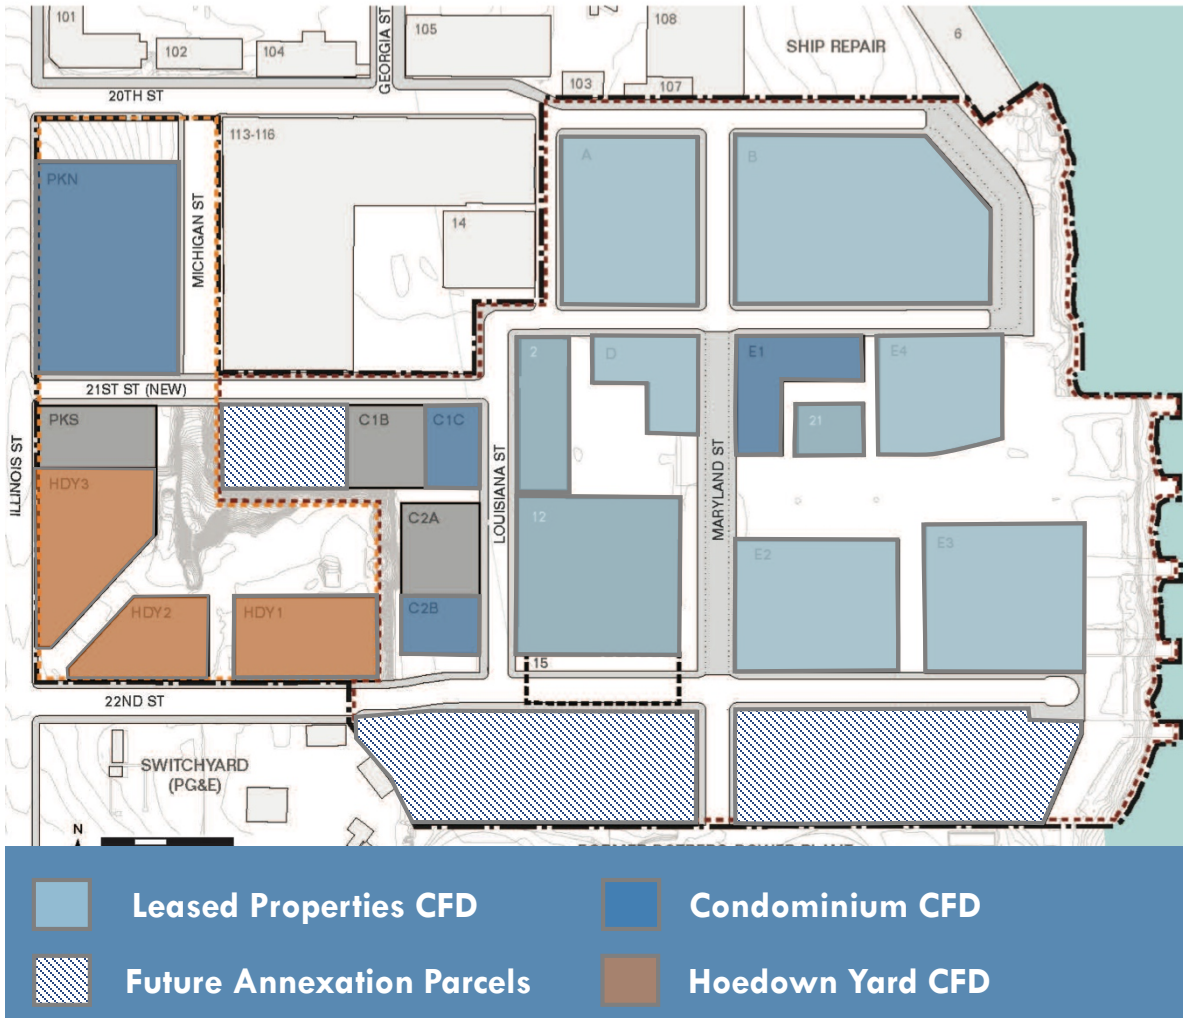 101
102
104
GEORGIA ST
105
108
103
107
SHIP REPAIR
6
20TH ST
113-116
14
MICHIGAN ST
PKN
A
B
21ST ST (NEW)
ILLINOIS ST
PKS
HDY3
HDY2
HDY1
C1B
C1C
C2A
C2B
LOUISIANA ST
2
D
MARYLAND ST
E1
21
E4
12
E2
E3
15
22ND ST
SWITCHYARD
(PG&E)
N
Leased Properties CFD
Condominium CFD
Future Annexation Parcels
Hoedown Yard CFD